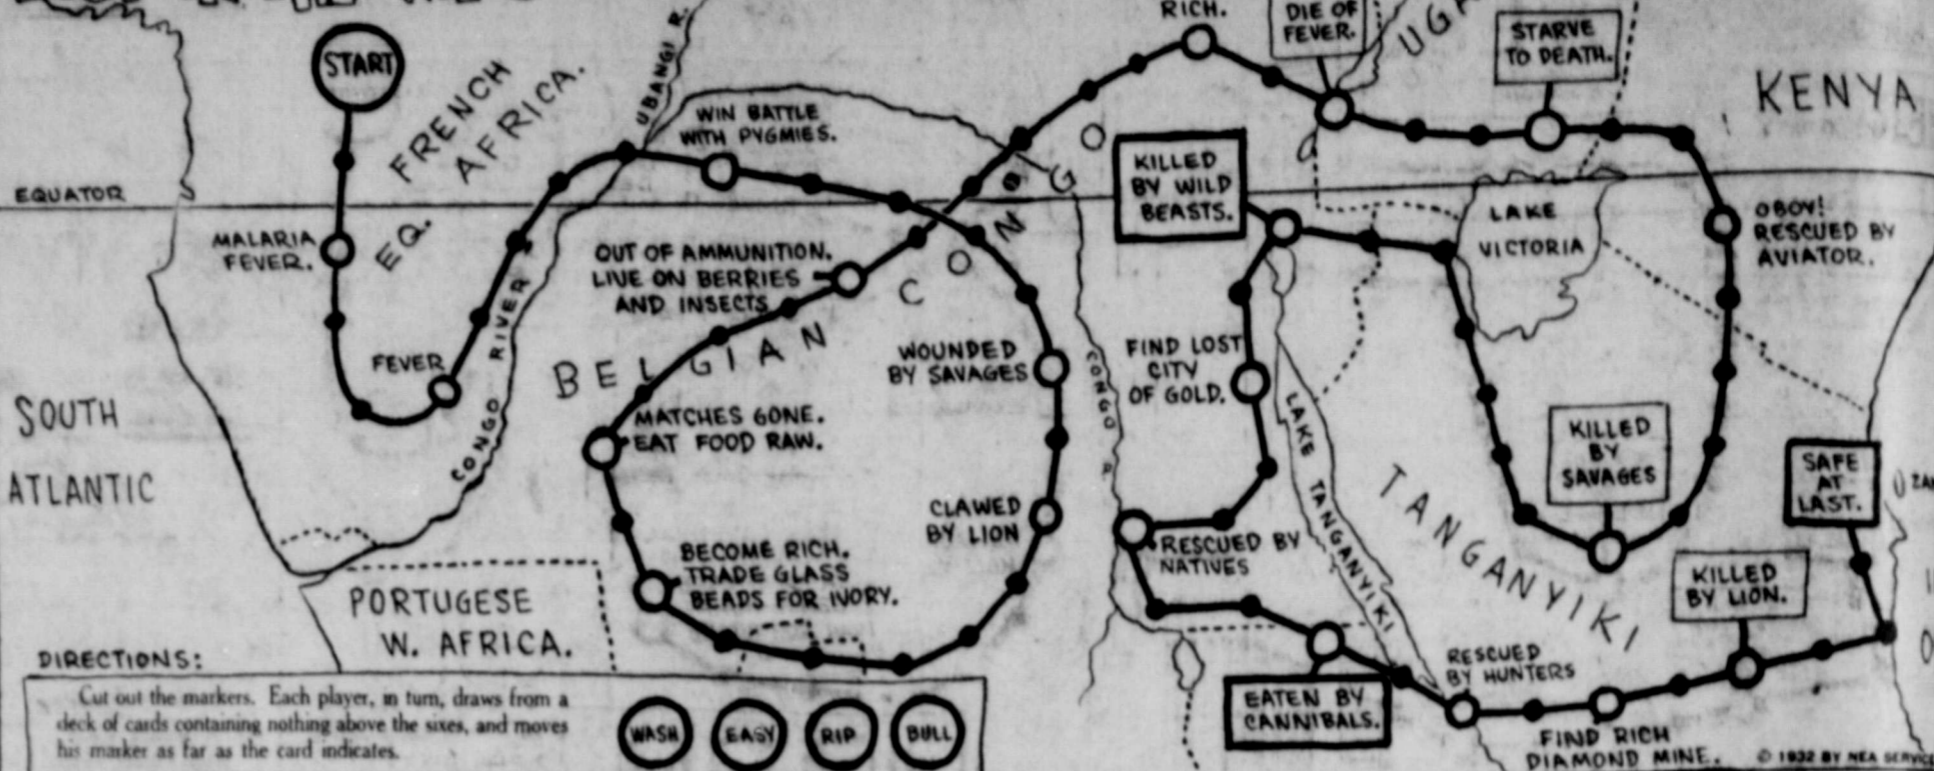 START
FRENCH
EQ. AFRICA.
UBANGI R.
WIN BATTLE
WITH PYGMIES.
RICH.
DIE OF
FEVER.
STARVE
TO DEATH.
KENYA
EQUATOR
MALARIA
FEVER.
KILLED
BY WILD
BEASTS.
LAKE
VICTORIA
O BOY!
RESCUED BY
AVIATOR.
OUT OF AMMUNITION.
LIVE ON BERRIES
AND INSECTS
BELGIAN CONGO
FEVER
CONGO RIVER
WOUNDED
BY SAVAGES
CONGO R
FIND LOST
CITY
OF GOLD.
LAKE TANGANYIKI
SOUTH
ATLANTIC
MATCHES GONE.
EAT FOOD RAW.
KILLED
BY
SAVAGES
SAFE
AT
LAST.
CLAWED
BY LION
TANGANYIKI
RESCUED BY
NATIVES
BECOME RICH.
TRADE GLASS
BEADS FOR IVORY.
KILLED
BY LION.
PORTUGESE
W. AFRICA.
RESCUED
BY HUNTERS
EATEN BY
CANNIBALS.
FIND RICH
DIAMOND MINE.
© 1932 BY NEA SERVICE
DIRECTIONS:
Cut out the markers. Each player, in turn, draws from a
deck of cards containing nothing above the sixes, and moves
his marker as far as the card indicates.
WASH
EASY
RIP
BULL